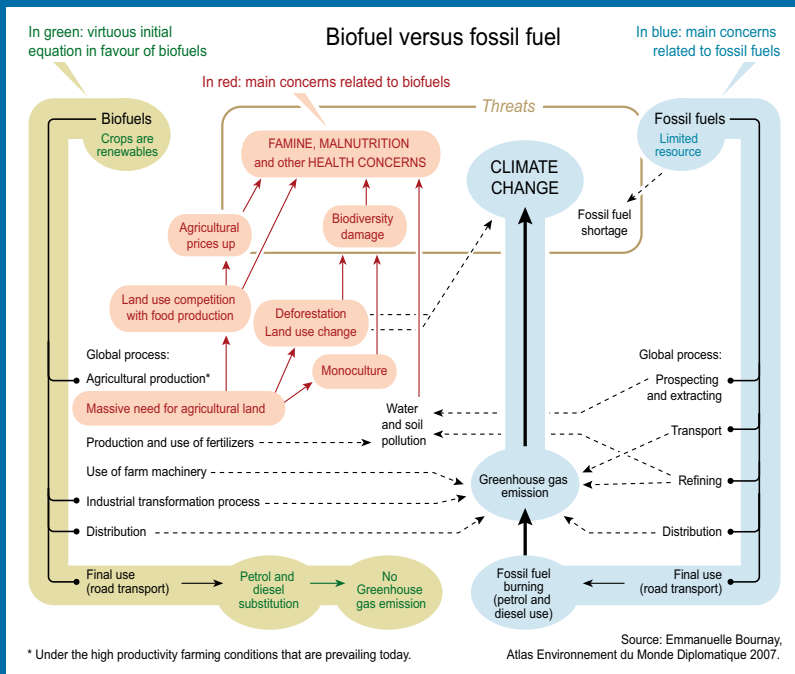 Biofuel versus fossil fuel
In green: virtuous initial
equation in favour of biofuels
In blue: main concerns
related to fossil fuels
In red: main concerns related to biofuels
Threats
Biofuels
Crops are
renewables
FAMINE, MALNUTRITION
and other HEALTH CONCERNS
CLIMATE
CHANGE
Fossil fuels
Limited
resource
Agricultural
prices up
Biodiversity
damage
Fossil fuel
shortage
Land use competition
with food production
Deforestation
Land use change
Monoculture
Global process:
Agricultural production*
Massive need for agricultural land
Water
and soil
pollution
Global process:
Prospecting
and extracting
Production and use of fertilizers
Transport
Use of farm machinery
Greenhouse gas
emission
Refining
Industrial transformation process
Distribution
Distribution
Final use
(road transport)
Petrol and
diesel
substitution
No
Greenhouse
gas emission
Fossil fuel
burning
(petrol and
diesel use)
Final use
(road transport)
* Under the high productivity farming conditions that are prevailing today.
Source: Emmanuelle Bournay,
Atlas Environnement du Monde Diplomatique 2007.